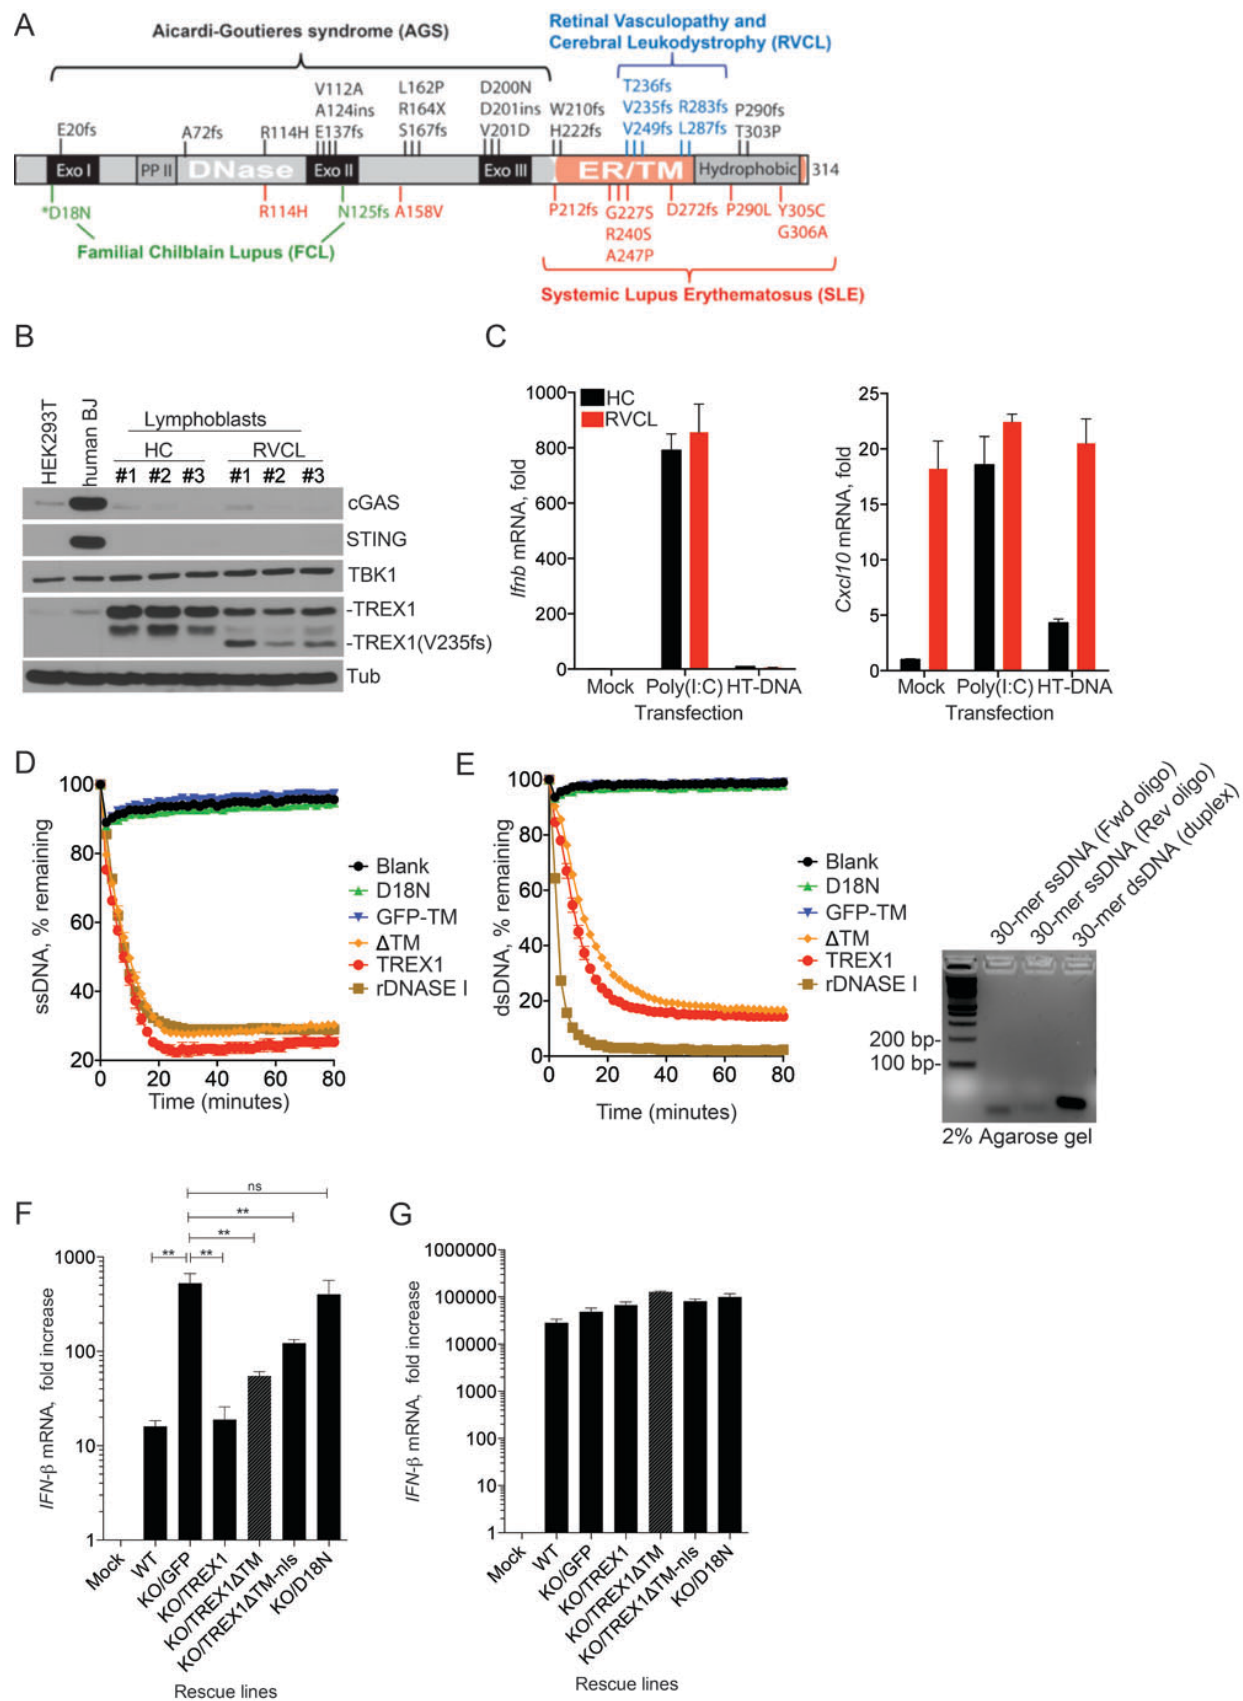 A
Aicardi-Goutieres syndrome (AGS)
Retinal Vasculopathy and
Cerebral Leukodystrophy (RVCL)
V112A L162P D200N T236fs
A124ins R164X D201ins W210fs V235fs R283fs P290fs
E20fs A72fs R114H E137fs S167fs V201D H222fs V249fs L287fs T303P
Exo I PP II DNase Exo II Exo III ER/TM Hydrophobic 314
*D18N R114H N125fs A158V P212fs G227S D272fs P290L Y305C
R240S G306A
A247P
Familial Chilblain Lupus (FCL)
Systemic Lupus Erythematosus (SLE)
B
HEK293T
human BJ
Lymphoblasts
HC RVCL
#1 #2 #3 #1 #2 #3
cGAS
STING
TBK1
-TREX1
-TREX1(V235fs)
Tub
C
Ifnb mRNA, fold
1000
800
600
400
200
0
HC
RVCL
Mock Poly(I:C) HT-DNA
Transfection
Cxcl10 mRNA, fold
25
20
15
10
5
0
Mock Poly(I:C) HT-DNA
Transfection
D
ssDNA, % remaining
100
80
60
40
20
0 20 40 60 80
Time (minutes)
Blank
D18N
GFP-TM
ΔTM
TREX1
rDNASE I
E
dsDNA, % remaining
100
80
60
40
20
0
0 20 40 60 80
Time (minutes)
Blank
D18N
GFP-TM
ΔTM
TREX1
rDNASE I
30-mer ssDNA (Fwd oligo)
30-mer ssDNA (Rev oligo)
30-mer dsDNA (duplex)
200 bp-
100 bp-
2% Agarose gel
F
IFN-β mRNA, fold increase
1000
100
10
1
ns
**
**
** **
Mock
WT
KO/GFP
KO/TREX1
KO/TREX1ΔTM
KO/TREX1ΔTM-nls
KO/D18N
Rescue lines
G
IFN-β mRNA, fold increase
1000000
100000
10000
1000
100
10
1
Mock
WT
KO/GFP
KO/TREX1
KO/TREX1ΔTM
KO/TREX1ΔTM-nls
KO/D18N
Rescue lines